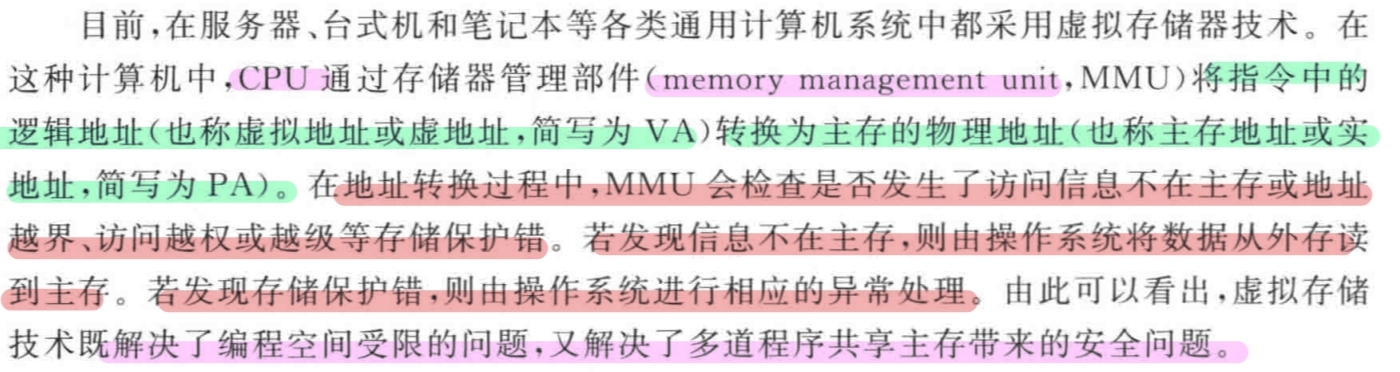 目前,在服务器、台式机和笔记本等各类通用计算机系统中都采用虚拟存储器技术。在
这种计算机中,CPU 通过存储器管理部件(memory management unit,MMU)将指令中的
逻辑地址(也称虚拟地址或虚地址,简写为 VA)转换为主存的物理地址(也称主存地址或实
地址,简写为 PA)。在地址转换过程中,MMU 会检查是否发生了访问信息不在主存或地址
越界、访问越权或越级等存储保护错。若发现信息不在主存,则由操作系统将数据从外存读
到主存。若发现存储保护错,则由操作系统进行相应的异常处理。由此可以看出,虚拟存储
技术既解决了编程空间受限的问题,又解决了多道程序共享主存带来的安全问题。